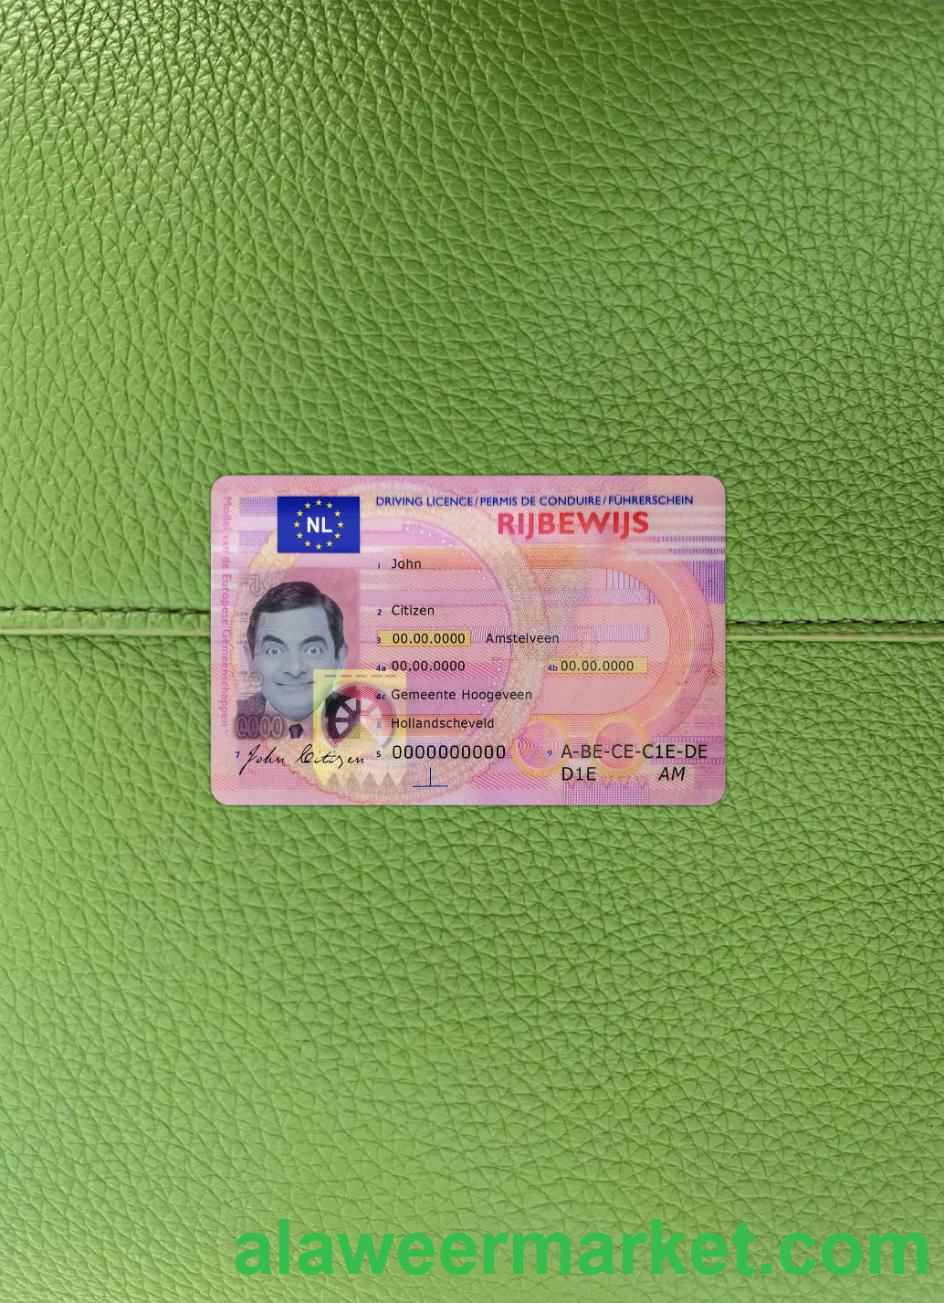 DRIVING LICENCE / PERMIS DE CONDUIRE / FÜHRERSCHEIN
RIJBEWIJS
NL
Model van de Europese Gemeenschappen
1 John
2 Citizen
3 00.00.0000 Amstelveen
4a 00,00.0000 4b 00.00.0000
4c Gemeente Hoogeveen
8 Hollandscheveld
5 0000000000
7 John Citizen
9 A-BE-CE-C1E-DE
D1E AM
0000
alaweermarket.com